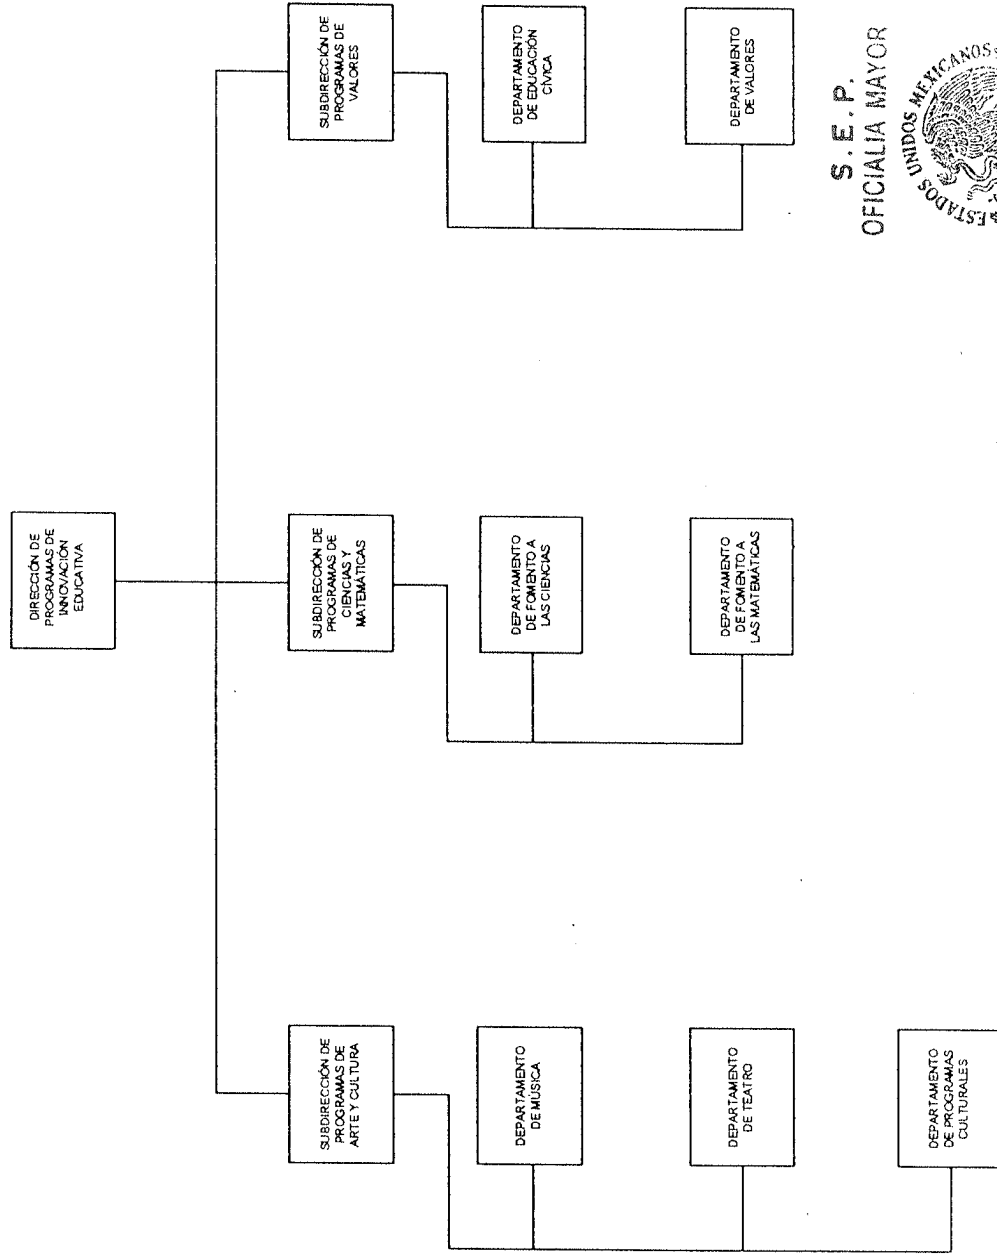 DIRECCIÓN DE
PROGRAMAS DE
INNOVACIÓN
EDUCATIVA
SUBDIRECCIÓN DE
PROGRAMAS DE
ARTE Y CULTURA
SUBDIRECCIÓN DE
PROGRAMAS DE
CIENCIAS Y
MATEMÁTICAS
SUBDIRECCIÓN DE
PROGRAMAS DE
VALORES
DEPARTAMENTO
DE MÚSICA
DEPARTAMENTO
DE FOMENTO A
LAS CIENCIAS
DEPARTAMENTO
DE EDUCACIÓN
CÍVICA
DEPARTAMENTO
DE TEATRO
DEPARTAMENTO
DE FOMENTO A
LAS MATEMÁTICAS
DEPARTAMENTO
DE VALORES
DEPARTAMENTO
DE PROGRAMAS
CULTURALES
S.E.P.
OFICIALIA MAYOR
ESTADOS UNIDOS MEXICANOS